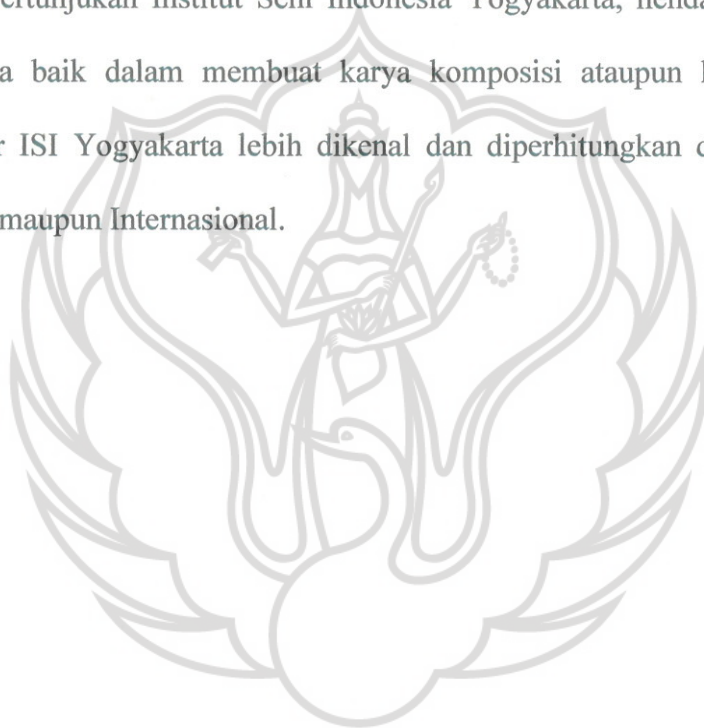 Institut Seni Indonesia Yogyakarta,
a baik dalam membuat karya komposisi ataupun
r ISI Yogyakarta lebih dikenal dan diperhitungkan
maupun Internasional.